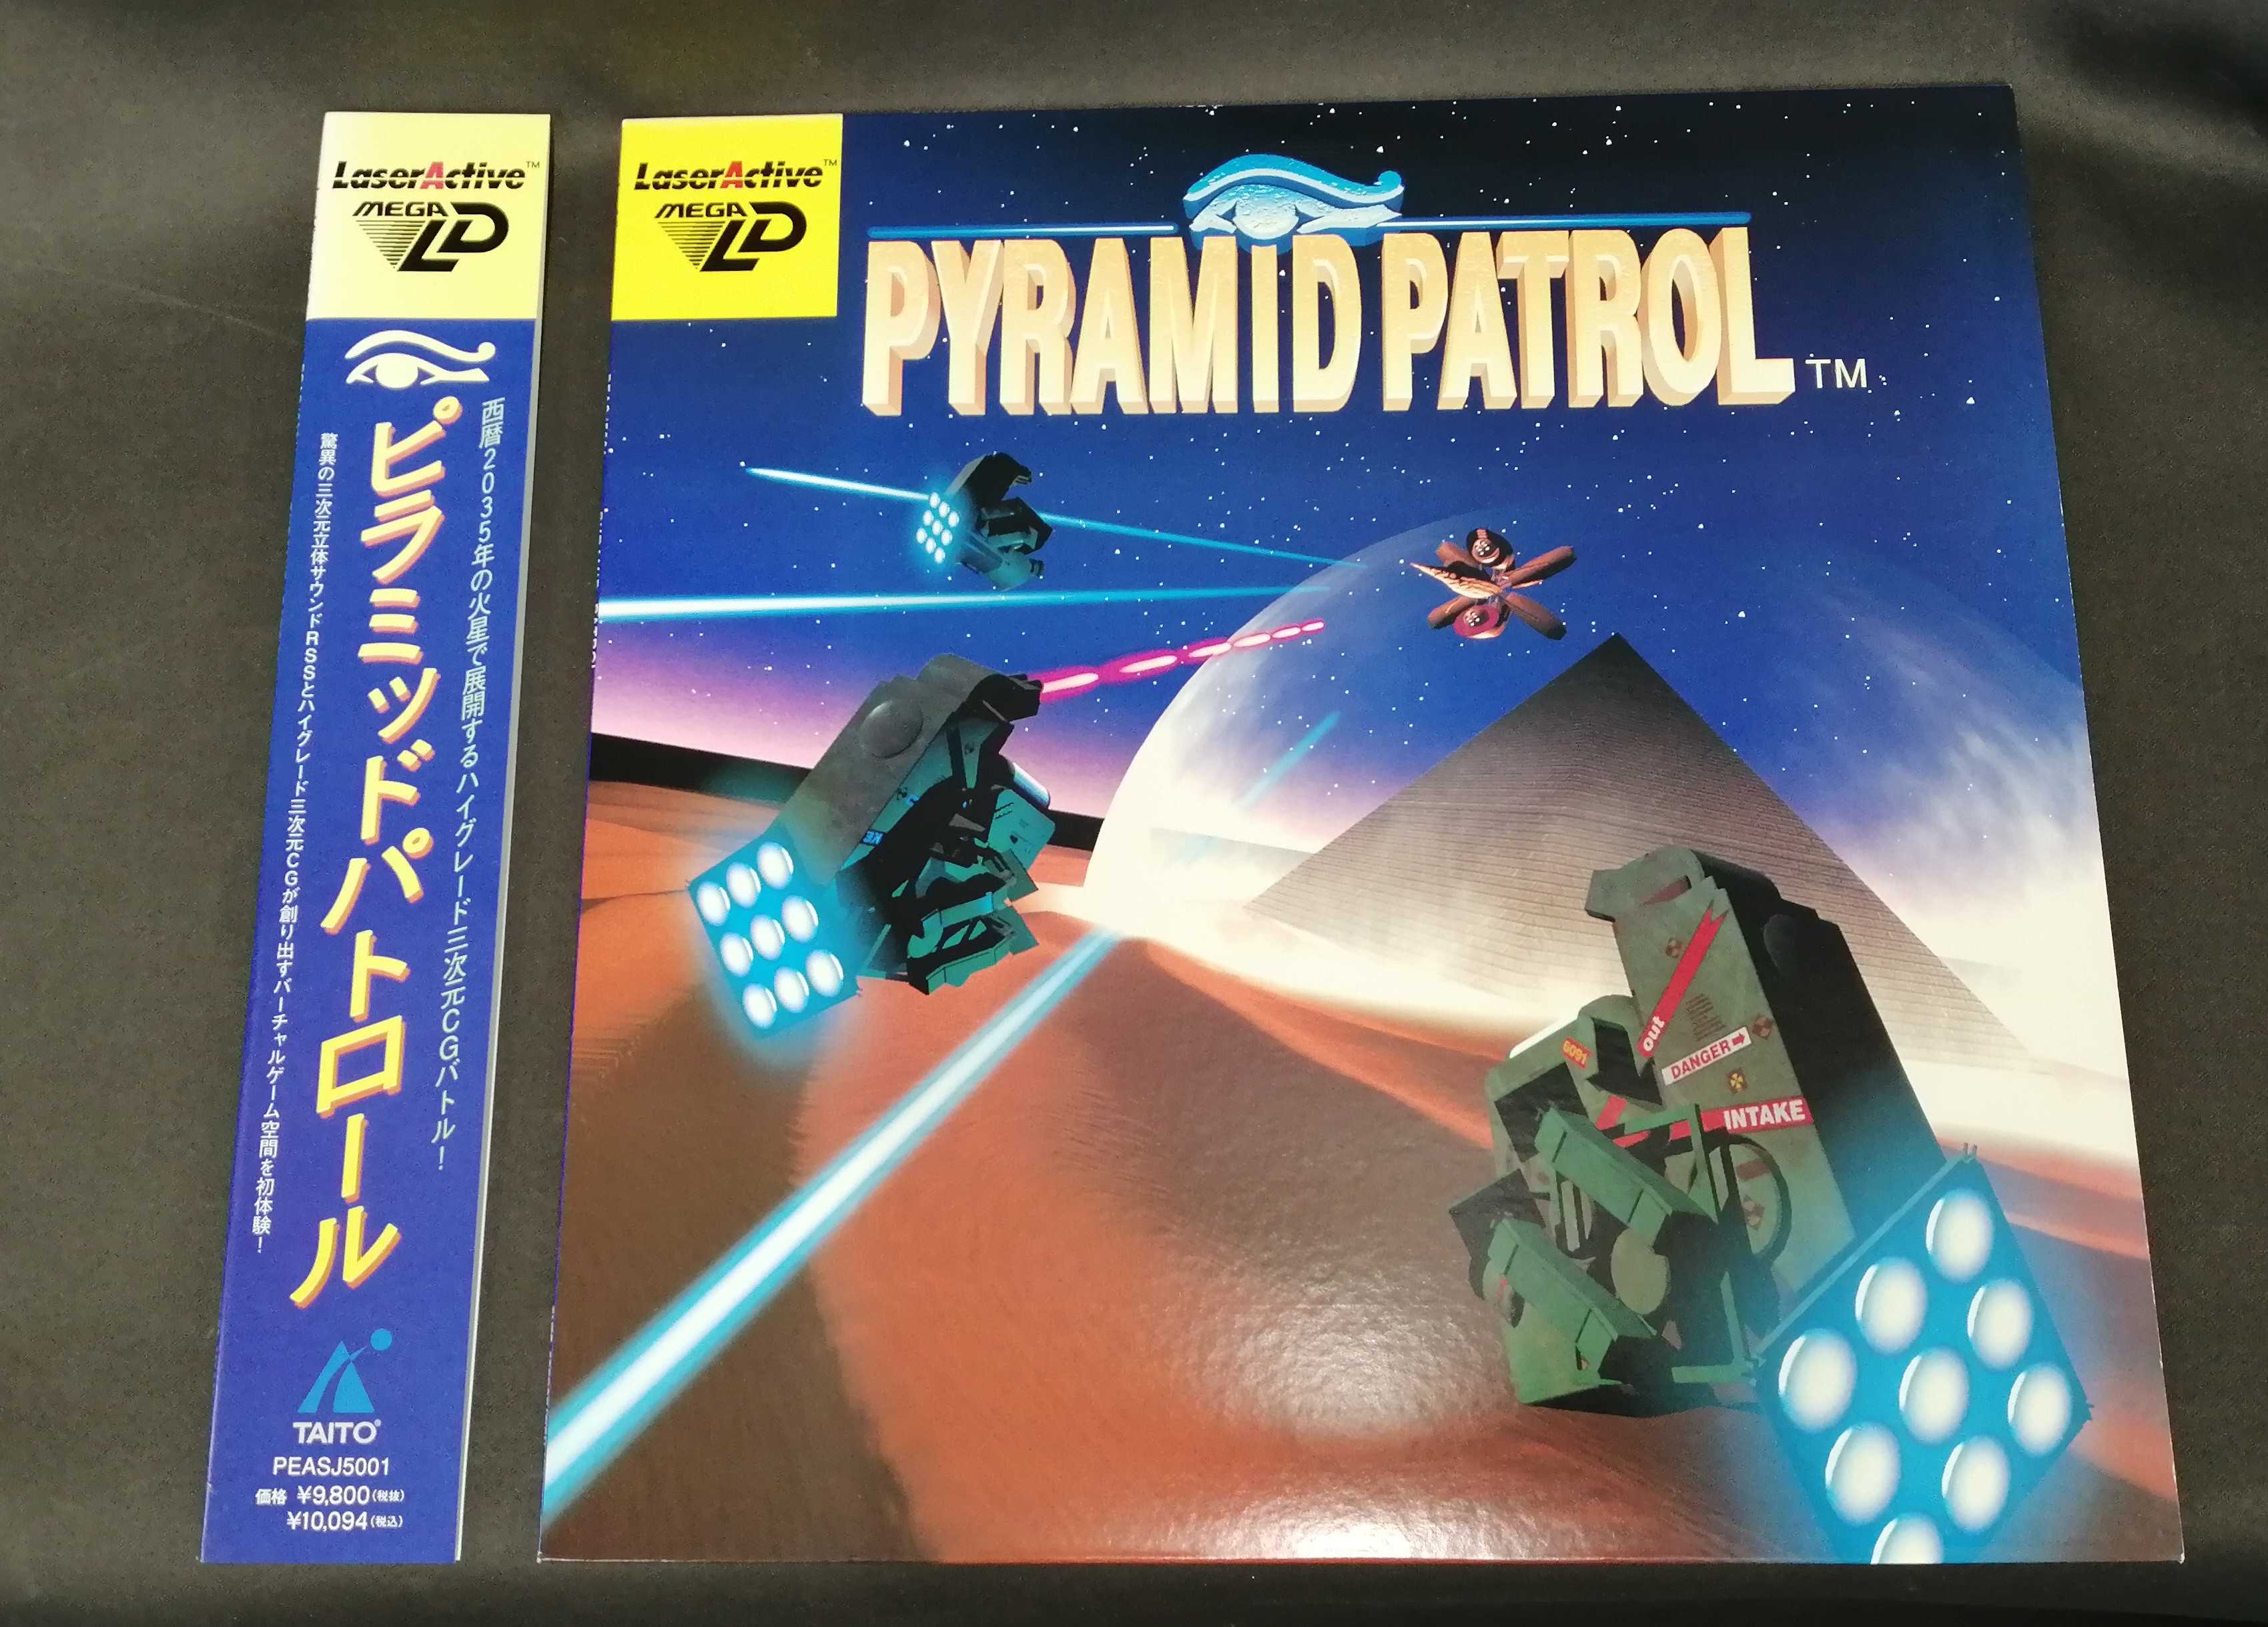 LaserActive™
MEGA LD
西暦2035年の火星で展開するハイグレード三次元CGバトル！
ピラミッドパトロール
驚異の三次元立体サウンドRSSとハイグレード三次元CGが創り出すバーチャルゲーム空間を初体験！
TAITO®
PEASJ5001
価格 ¥9,800(税抜)
¥10,094(税込)
LaserActive™
MEGA LD
PYRAMID PATROL™
6091
out
DANGER→
INTAKE